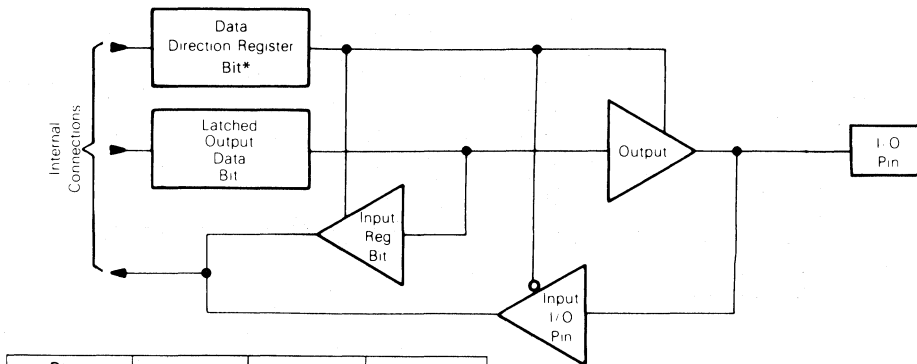 Data
Direction Register
Bit*
Latched
Output
Data
Bit
Internal
Connections
Output
I/O
Pin
Input
Reg
Bit
Input
I/O
Pin